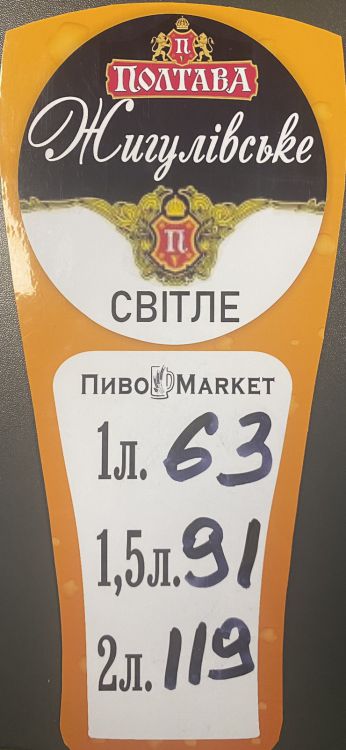 П
ПОЛТАВА
Жигулівське
П
СВІТЛЕ
ПИВО MARKET
1л. 63
1,5л. 91
2л. 119